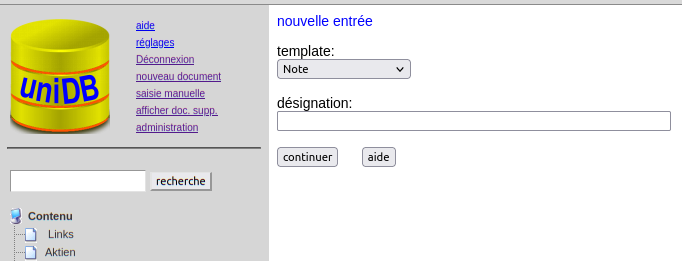 uniDB
aide
réglages
Déconnexion
nouveau document
saisie manuelle
afficher doc. supp.
administration
recherche
Contenu
Links
Aktien
nouvelle entrée
template:
Note
désignation:
continuer aide